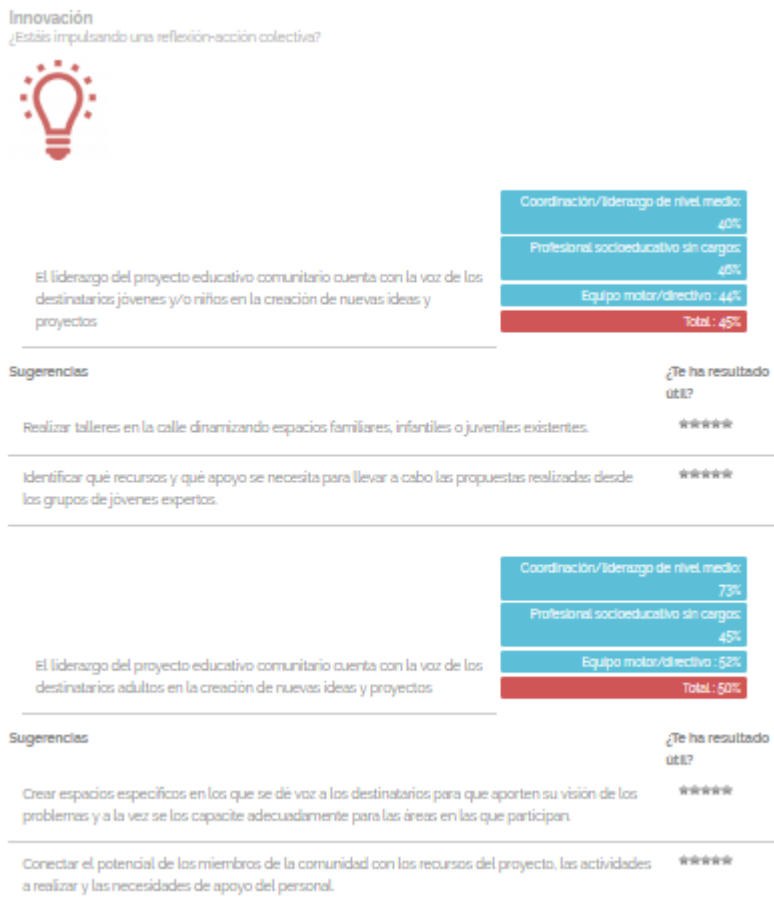 Innovación
¿Estáis impulsando una reflexión-acción colectiva?
Coordinación/liderazgo de nivel medio:
40%
Profesional socioeducativo sin cargos:
46%
Equipo motor/directivo : 44%
Total : 45%
El liderazgo del proyecto educativo comunitario cuenta con la voz de los
destinatarios jóvenes y/o niños en la creación de nuevas ideas y
proyectos
Sugerencias
¿Te ha resultado
útil?
Realizar talleres en la calle dinamizando espacios familiares, infantiles o juveniles existentes.
Identificar qué recursos y qué apoyo se necesita para llevar a cabo las propuestas realizadas desde
los grupos de jóvenes expertos.
Coordinación/liderazgo de nivel medio:
73%
Profesional socioeducativo sin cargos:
45%
Equipo motor/directivo : 52%
Total : 50%
El liderazgo del proyecto educativo comunitario cuenta con la voz de los
destinatarios adultos en la creación de nuevas ideas y proyectos
Sugerencias
¿Te ha resultado
útil?
Crear espacios específicos en los que se dé voz a los destinatarios para que aporten su visión de los
problemas y a la vez se los capacite adecuadamente para las áreas en las que participan.
Conectar el potencial de los miembros de la comunidad con los recursos del proyecto, las actividades
a realizar y las necesidades de apoyo del personal.